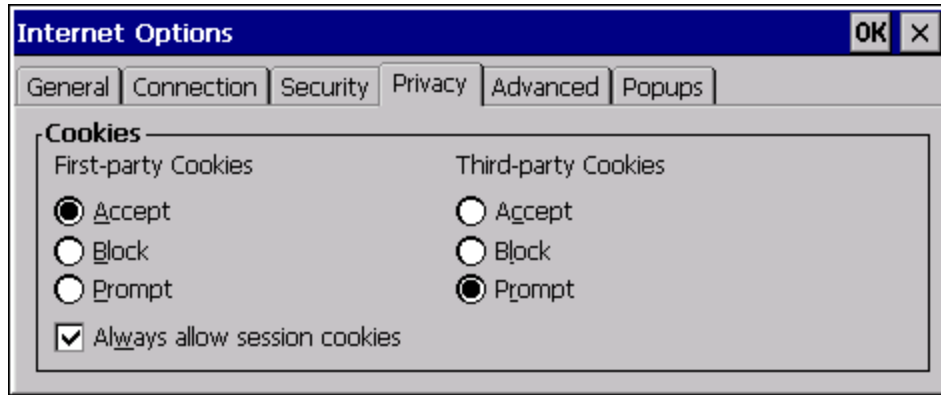 Internet Options OK ×
General Connection Security Privacy Advanced Popups
Cookies
First-party Cookies Third-party Cookies
Accept Accept
Block Block
Prompt Prompt
Always allow session cookies